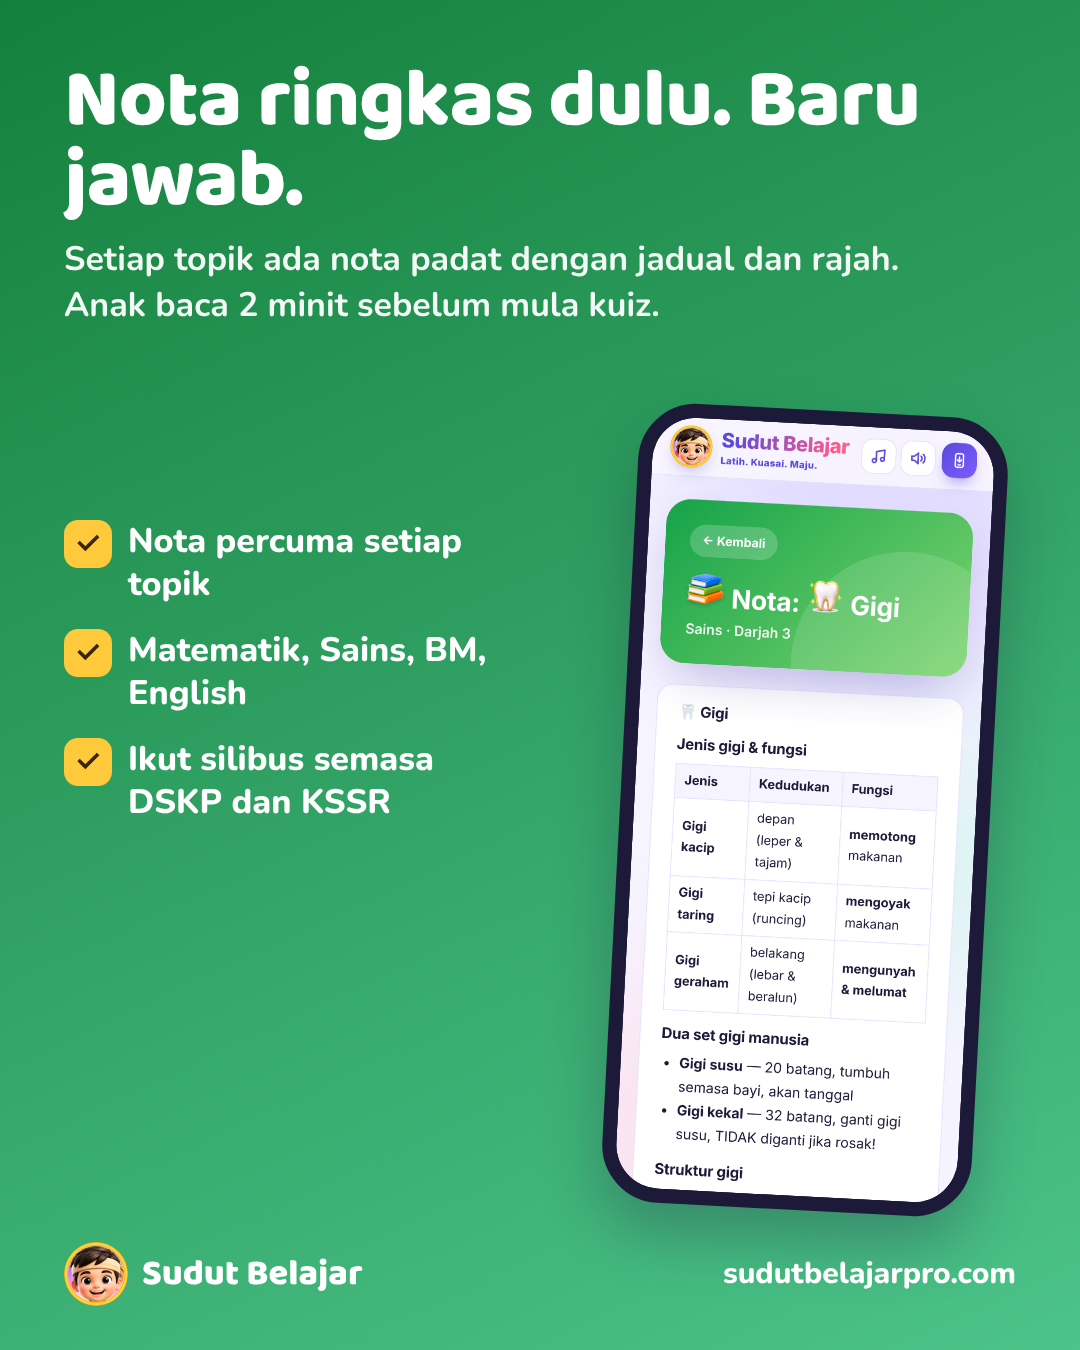 Nota ringkas dulu. Baru
jawab.
Setiap topik ada nota padat dengan jadual dan rajah.
Anak baca 2 minit sebelum mula kuiz.
Nota percuma setiap
topik
Matematik, Sains, BM,
English
Ikut silibus semasa
DSKP dan KSSR
Sudut Belajar
Latih. Kuasai. Maju.
← Kembali
📚 Nota: 🦷 Gigi
Sains · Darjah 3
🦷 Gigi
Jenis gigi & fungsi
Jenis Kedudukan Fungsi
Gigi
kacip
depan
(leper &
tajam)
memotong
makanan
Gigi
taring
tepi kacip
(runcing)
mengoyak
makanan
Gigi
geraham
belakang
(lebar &
beralun)
mengunyah
& melumat
Dua set gigi manusia
• Gigi susu — 20 batang, tumbuh
semasa bayi, akan tanggal
• Gigi kekal — 32 batang, ganti gigi
susu, TIDAK diganti jika rosak!
Struktur gigi
Sudut Belajar
sudutbelajarpro.com